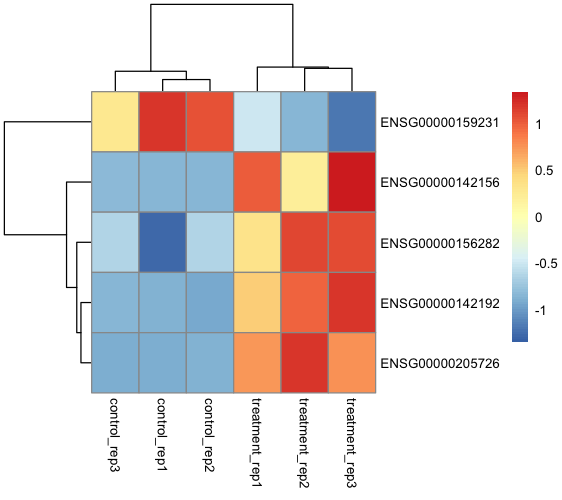 ENSG00000159231
ENSG00000142156
ENSG00000156282
ENSG00000142192
ENSG00000205726
1
0.5
0
-0.5
-1
control_rep3
control_rep1
control_rep2
treatment_rep1
treatment_rep2
treatment_rep3